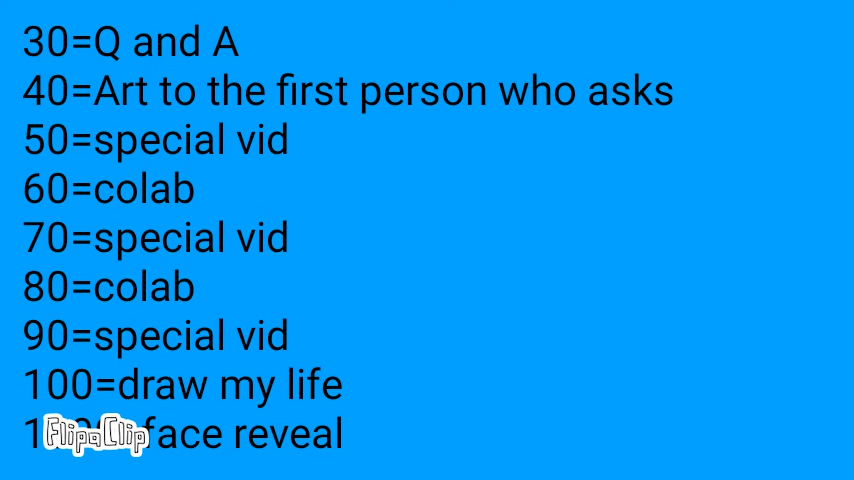 30=Q and A
40=Art to the first person who asks
50=special vid
60=colab
70=special vid
80=colab
90=special vid
100=draw my life
face reveal
FlipaClip